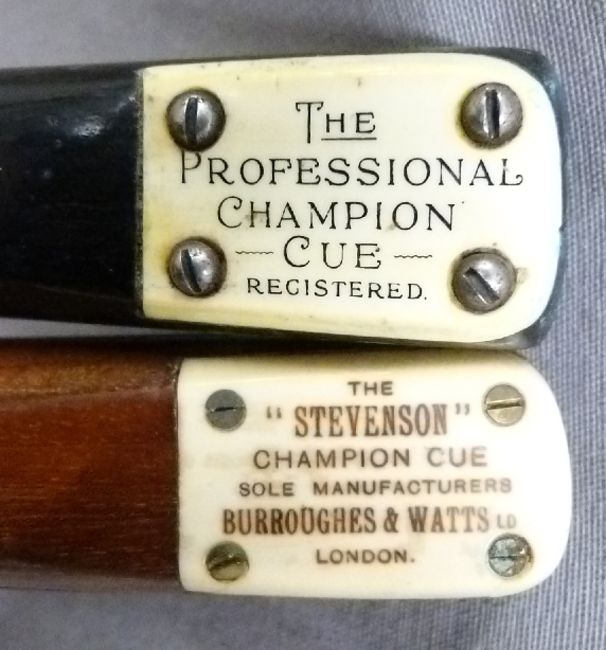 THE
PROFESSIONAL
CHAMPION
CUE
REGISTERED.
THE
"STEVENSON"
CHAMPION CUE
SOLE MANUFACTURERS
BURROUGHES & WATTS LD
LONDON.